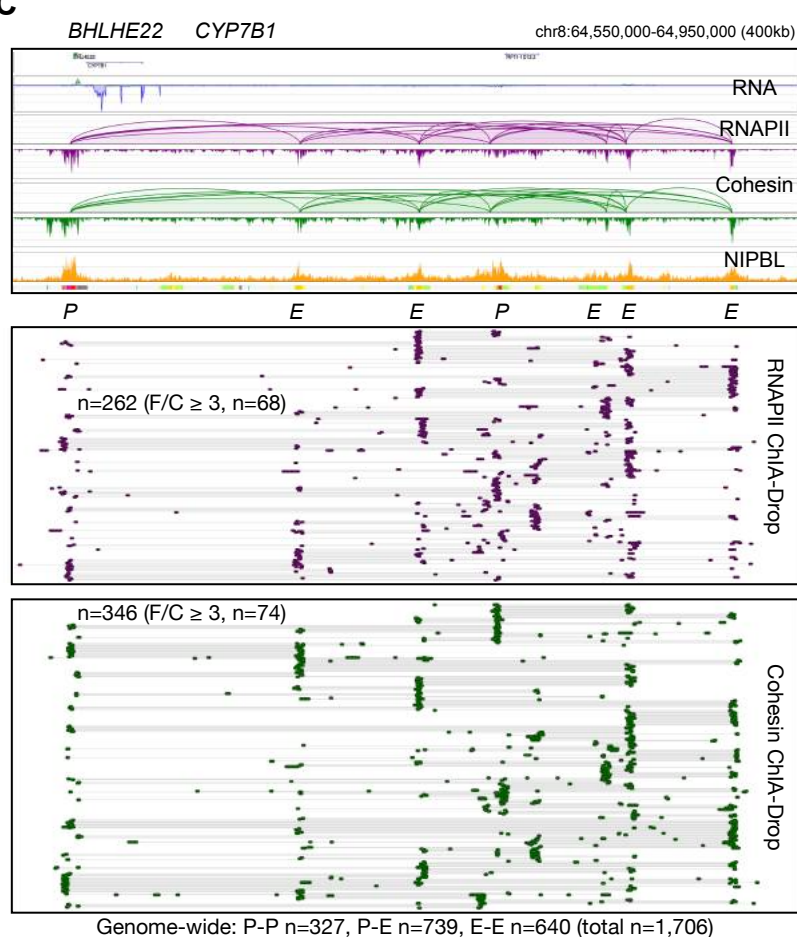 C
BHLHE22 CYP7B1 chr8:64,550,000-64,950,000 (400kb)
RNA
RNAPII
Cohesin
NIPBL
P E E P E E E
n=262 (F/C ≥ 3, n=68)
RNAPII ChIA-Drop
n=346 (F/C ≥ 3, n=74)
Cohesin ChIA-Drop
Genome-wide: P-P n=327, P-E n=739, E-E n=640 (total n=1,706)